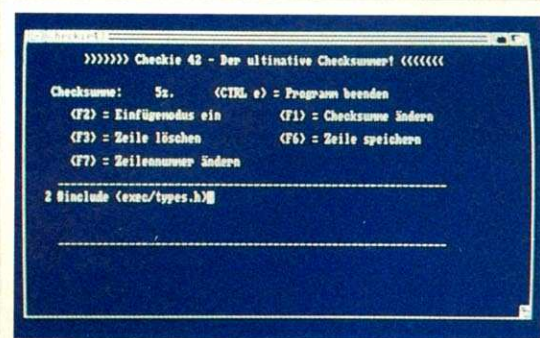 Checkie42
>>>>>>> Checkie 42 - Der ultimative Checksummer! <<<<<<<
Checksumme: 5z. <CTRL e> = Programm beenden
<F2> = Einfügemodus ein <F1> = Checksumme ändern
<F3> = Zeile löschen <F6> = Zeile speichern
<F7> = Zeilennummer ändern
2 #include <exec/types.h>